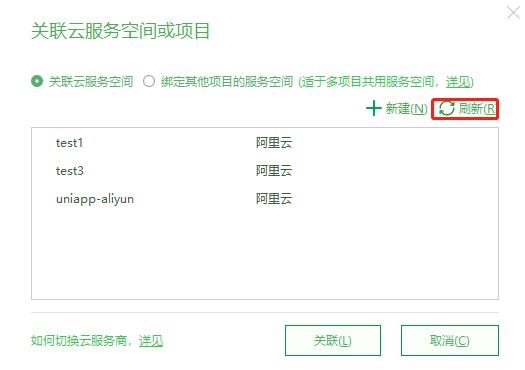 关联云服务空间或项目
关联云服务空间 绑定其他项目的服务空间 (适于多项目共用服务空间，详见)
新建(N) 刷新(R
test1 阿里云
test3 阿里云
uniapp-aliyun 阿里云
如何切换云服务商，详见 关联(L) 取消(C)